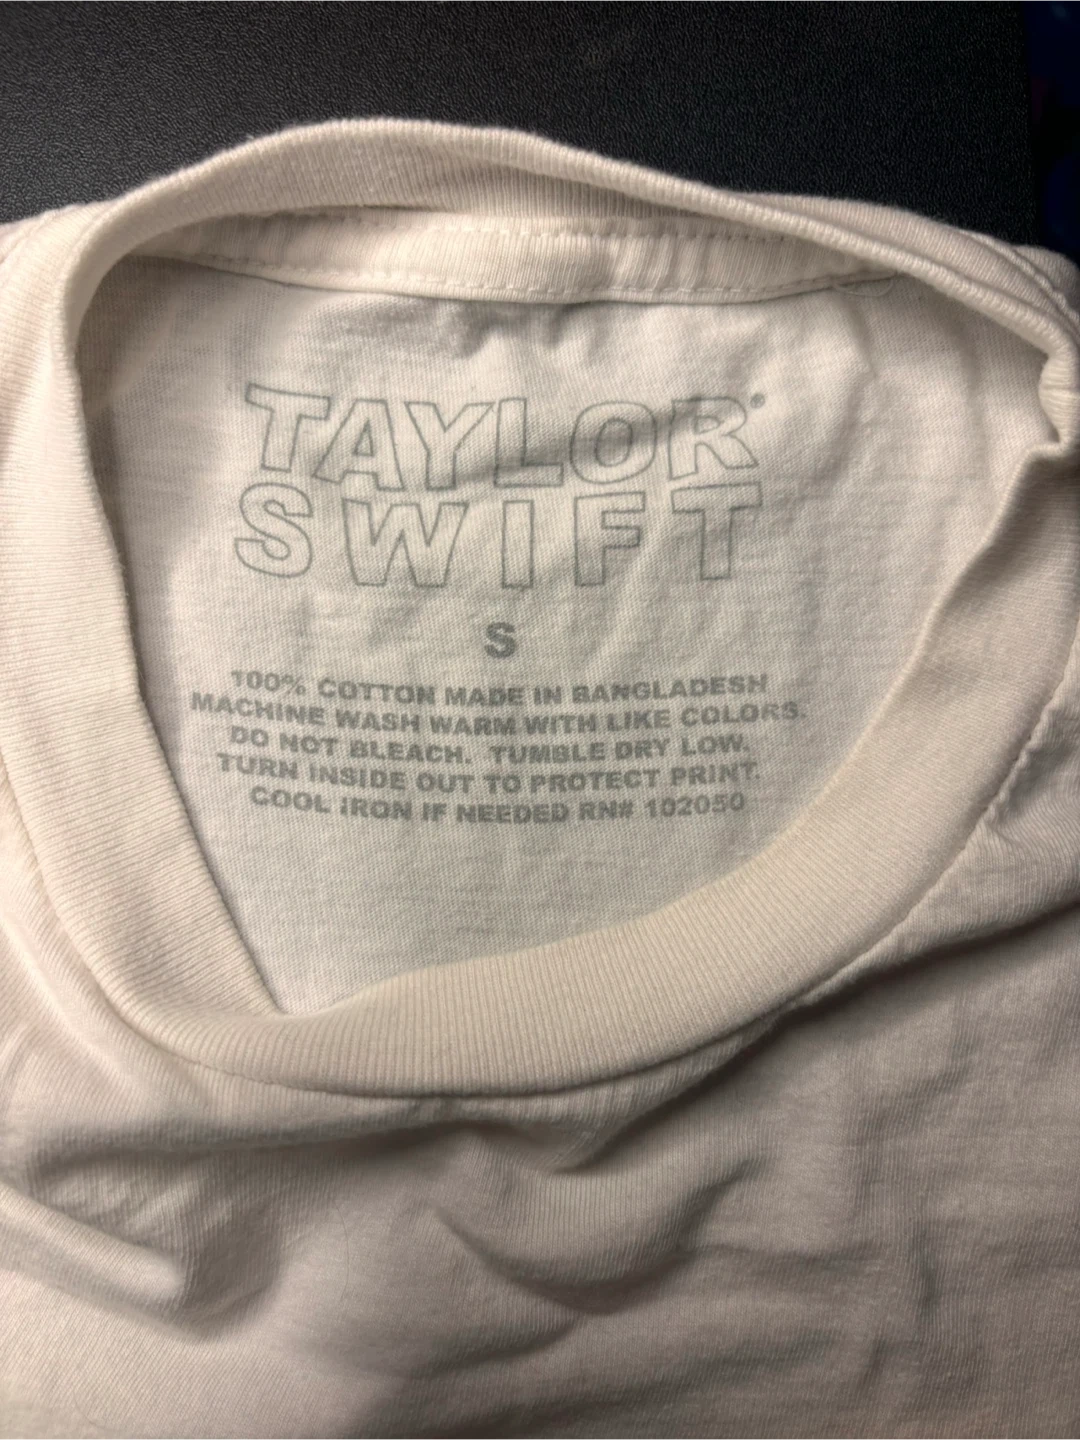 TAYLOR®
SWIFT
S
100% COTTON MADE IN BANGLADESH
MACHINE WASH WARM WITH LIKE COLORS.
DO NOT BLEACH. TUMBLE DRY LOW.
TURN INSIDE OUT TO PROTECT PRINT.
COOL IRON IF NEEDED RN# 102050